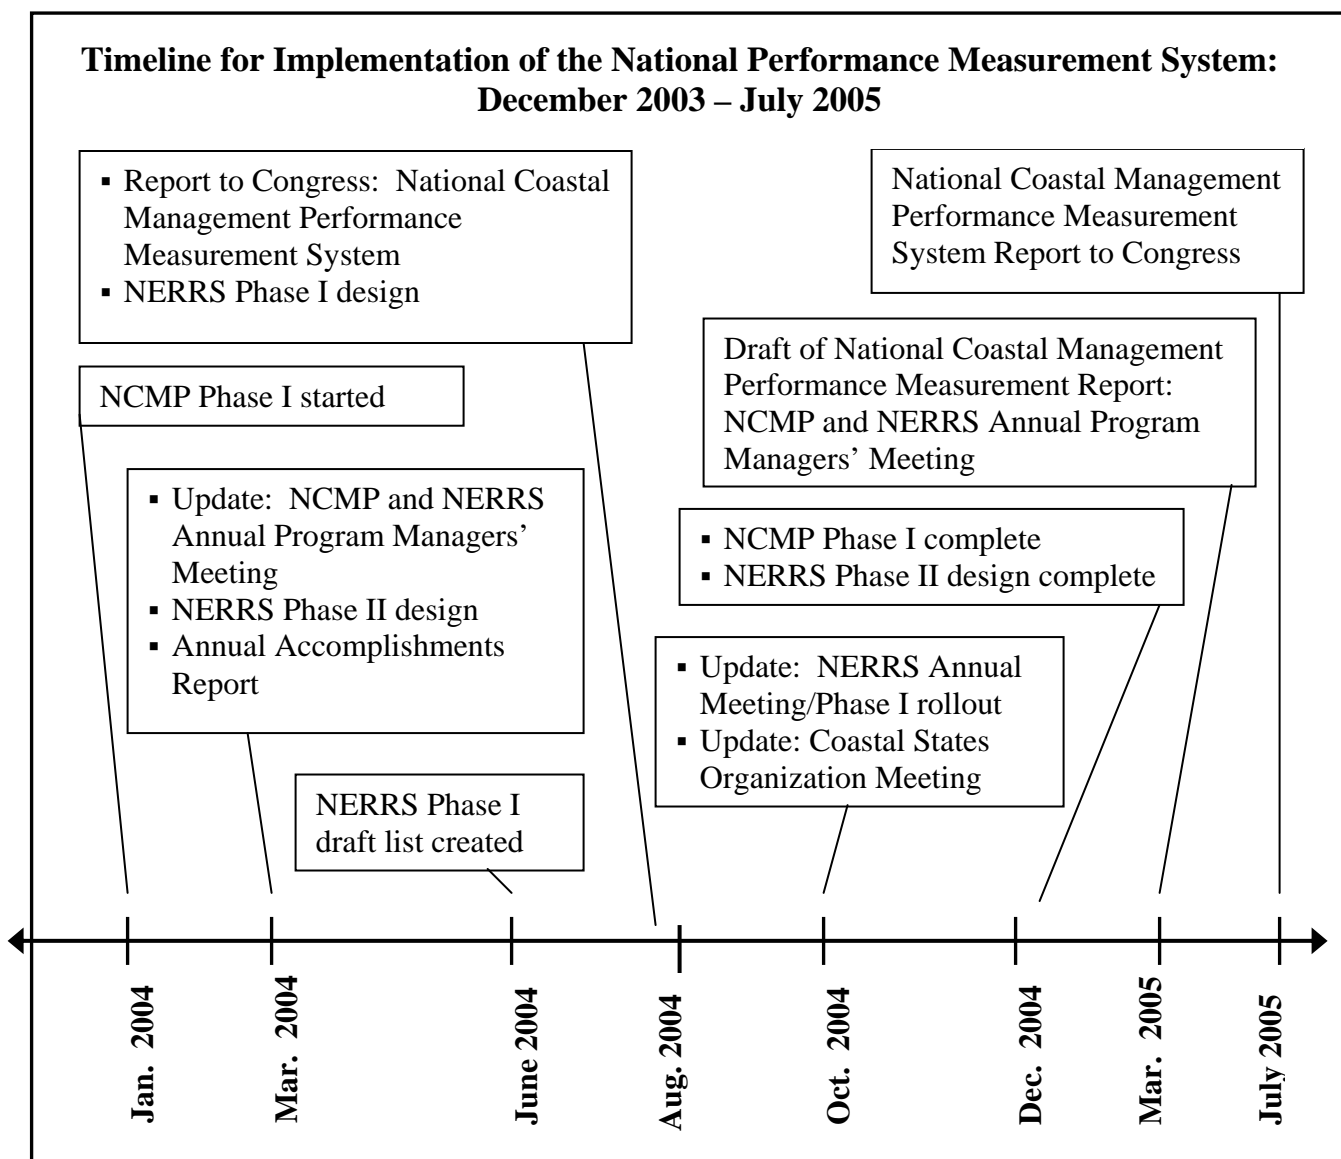 Timeline for Implementation of the National Performance Measurement System:
December 2003 – July 2005
▪ Report to Congress: National Coastal
Management Performance
Measurement System
▪ NERRS Phase I design
NCMP Phase I started
▪ Update: NCMP and NERRS
Annual Program Managers’
Meeting
▪ NERRS Phase II design
▪ Annual Accomplishments
Report
NERRS Phase I
draft list created
National Coastal Management
Performance Measurement
System Report to Congress
Draft of National Coastal Management
Performance Measurement Report:
NCMP and NERRS Annual Program
Managers’ Meeting
▪ NCMP Phase I complete
▪ NERRS Phase II design complete
▪ Update: NERRS Annual
Meeting/Phase I rollout
▪ Update: Coastal States
Organization Meeting
Jan. 2004
Mar. 2004
June 2004
Aug. 2004
Oct. 2004
Dec. 2004
Mar. 2005
July 2005